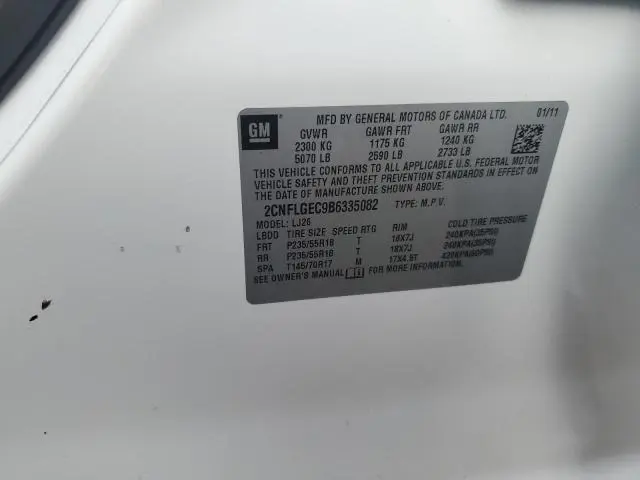 GM
MFD BY GENERAL MOTORS OF CANADA LTD. 01/11
GVWR GAWR FRT GAWR RR
2300 KG 1175 KG 1240 KG
5070 LB 2590 LB 2733 LB
THIS VEHICLE CONFORMS TO ALL APPLICABLE U.S. FEDERAL MOTOR
VEHICLE SAFETY AND THEFT PREVENTION STANDARDS IN EFFECT ON
THE DATE OF MANUFACTURE SHOWN ABOVE.
2CNFLGEC9B6335082 TYPE: M.P.V.
MODEL: LJ26
LBDD TIRE SIZE SPEED RTG RIM COLD TIRE PRESSURE
FRT P235/55R18 T 18X7J 240KPA(35PSI)
RR P235/55R18 T 18X7J 240KPA(35PSI)
SPA T145/70R17 M 17X4.5T 420KPA(60PSI)
SEE OWNER'S MANUAL FOR MORE INFORMATION.